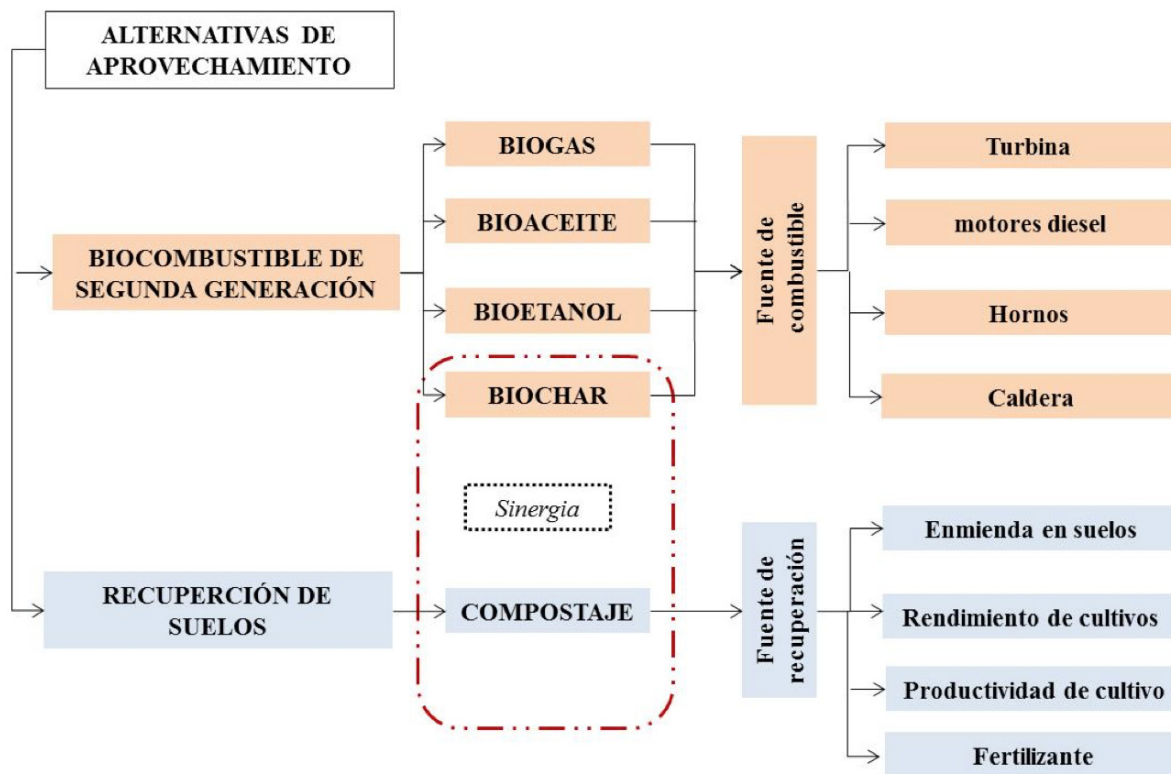 ALTERNATIVAS DE
APROVECHAMIENTO
BIOCOMBUSTIBLE DE
SEGUNDA GENERACIÓN
BIOGAS
BIOACEITE
BIOETANOL
BIOCHAR
Fuente de
combustible
Turbina
motores diesel
Hornos
Caldera
Sinergia
RECUPERCIÓN DE
SUELOS
COMPOSTAJE
Fuente de
recuperación
Enmienda en suelos
Rendimiento de cultivos
Productividad de cultivo
Fertilizante